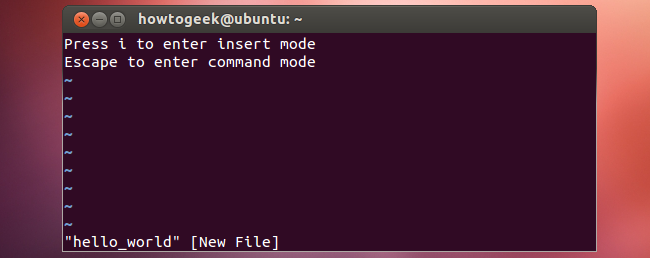 howtogeek@ubuntu: ~
Press i to enter insert mode
Escape to enter command mode
~
~
~
~
~
~
~
~
~
"hello_world" [New File]